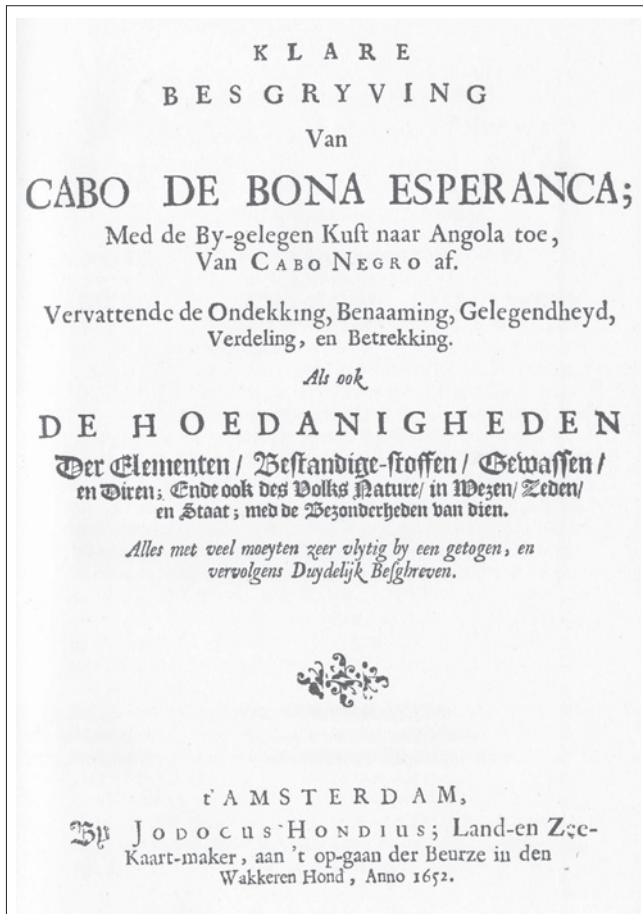 KLARE
BESGRYVING
Van
CABO DE BONA ESPERANCA;
Med de By-gelegen Kuſt naar Angola toe,
Van CABO NEGRO af.
Vervattende de Ondekking, Benaaming, Gelegendheyd,
Verdeling, en Betrekking.
Als ook
DE HOEDANIGHEDEN
Der Elementen / Beſtandige-ſtoffen / Gewaſſen /
en Diren; Ende ook des Volks Nature / in Wezen / Zeden /
en Staat; med de Bezonderheden van dien.
Alles met veel moeyten zeer vlytig by een getogen, en
vervolgens Duydelijk Beſghreven.
t'AMSTERDAM,
By JODOCUS HONDIUS; Land-en Zee-
Kaart-maker, aan 't op-gaan der Beurze in den
Wakkeren Hond, Anno 1652.